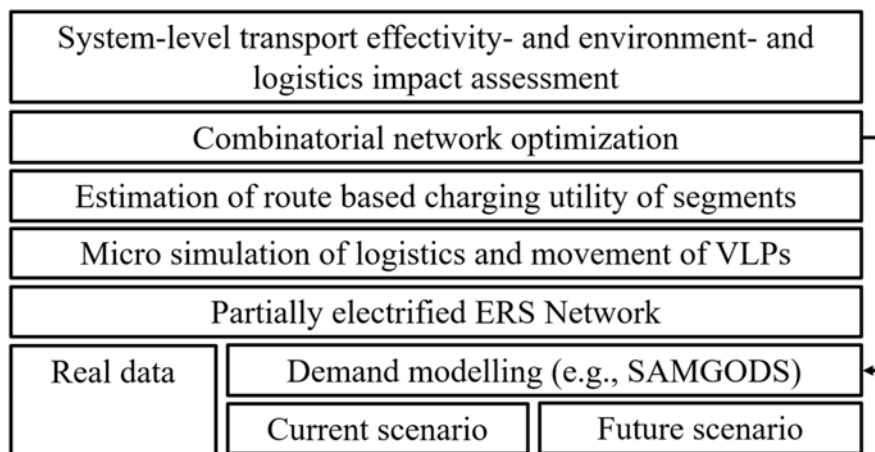 System-level transport effectivity- and environment- and
logistics impact assessment
Combinatorial network optimization
Estimation of route based charging utility of segments
Micro simulation of logistics and movement of VLPs
Partially electrified ERS Network
Real data
Demand modelling (e.g., SAMGODS)
Current scenario
Future scenario